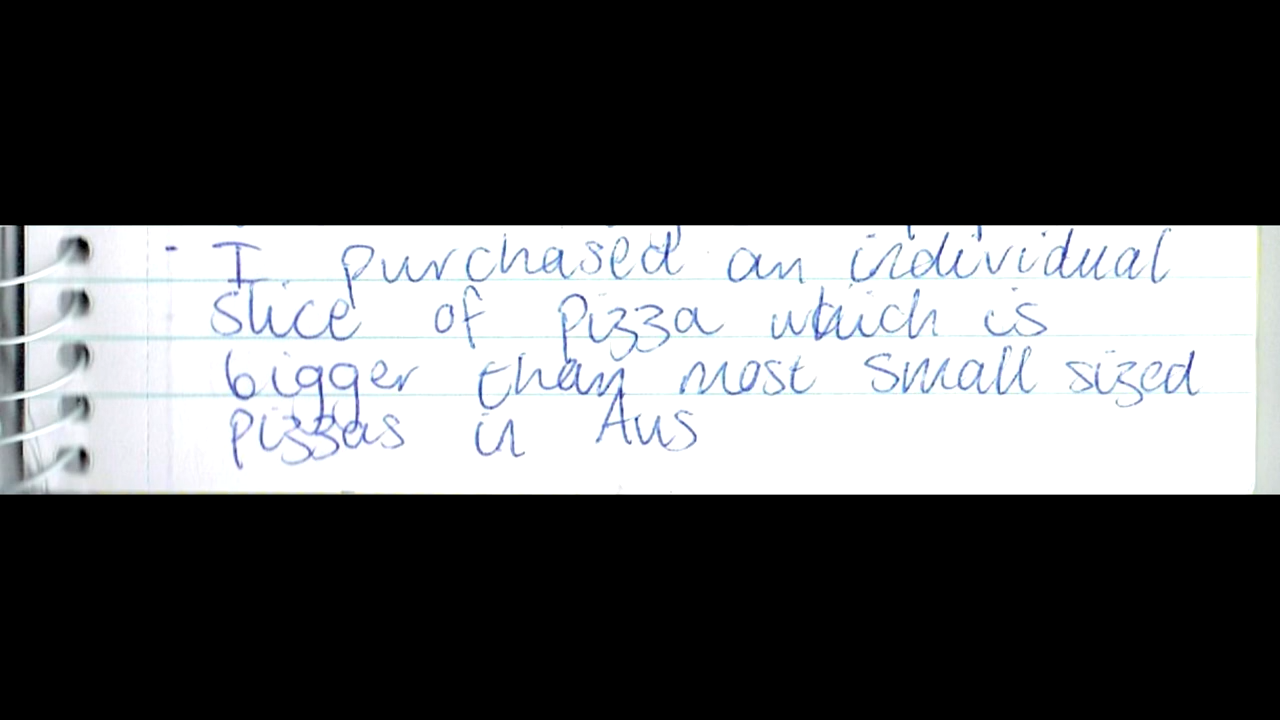 - I purchased an individual
slice of pizza which is
bigger than most small sized
pizzas in Aus